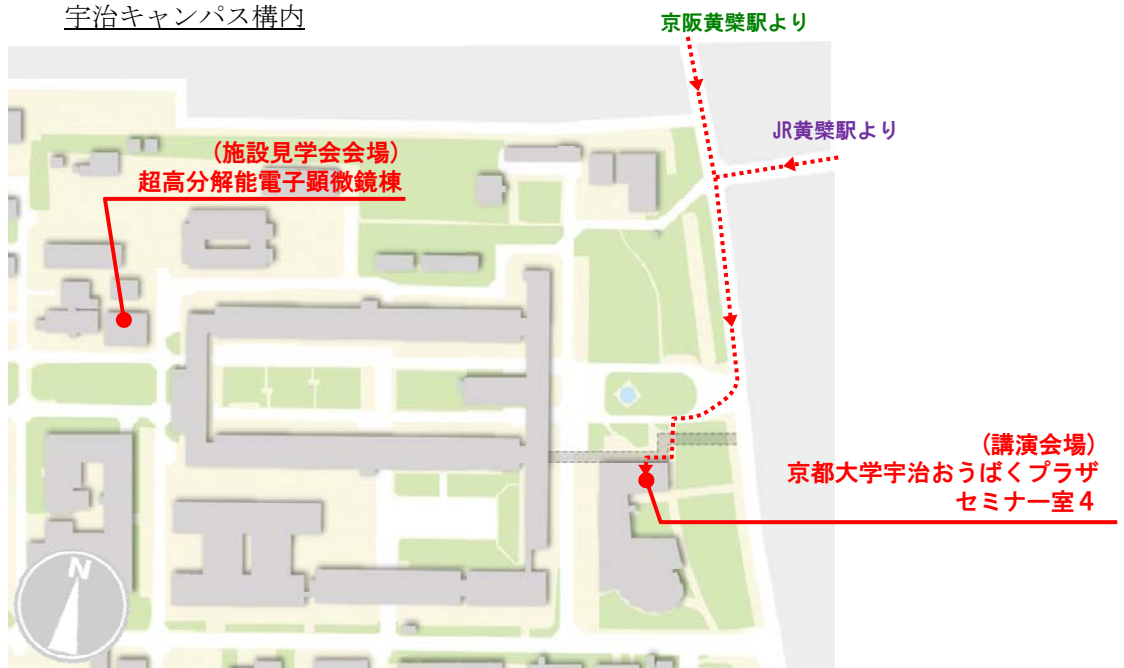 宇治キャンパス構内
京阪黄檗駅より
JR黄檗駅より
(施設見学会会場)
超高分解能電子顕微鏡棟
(講演会場)
京都大学宇治おうばくプラザ
セミナー室４
N